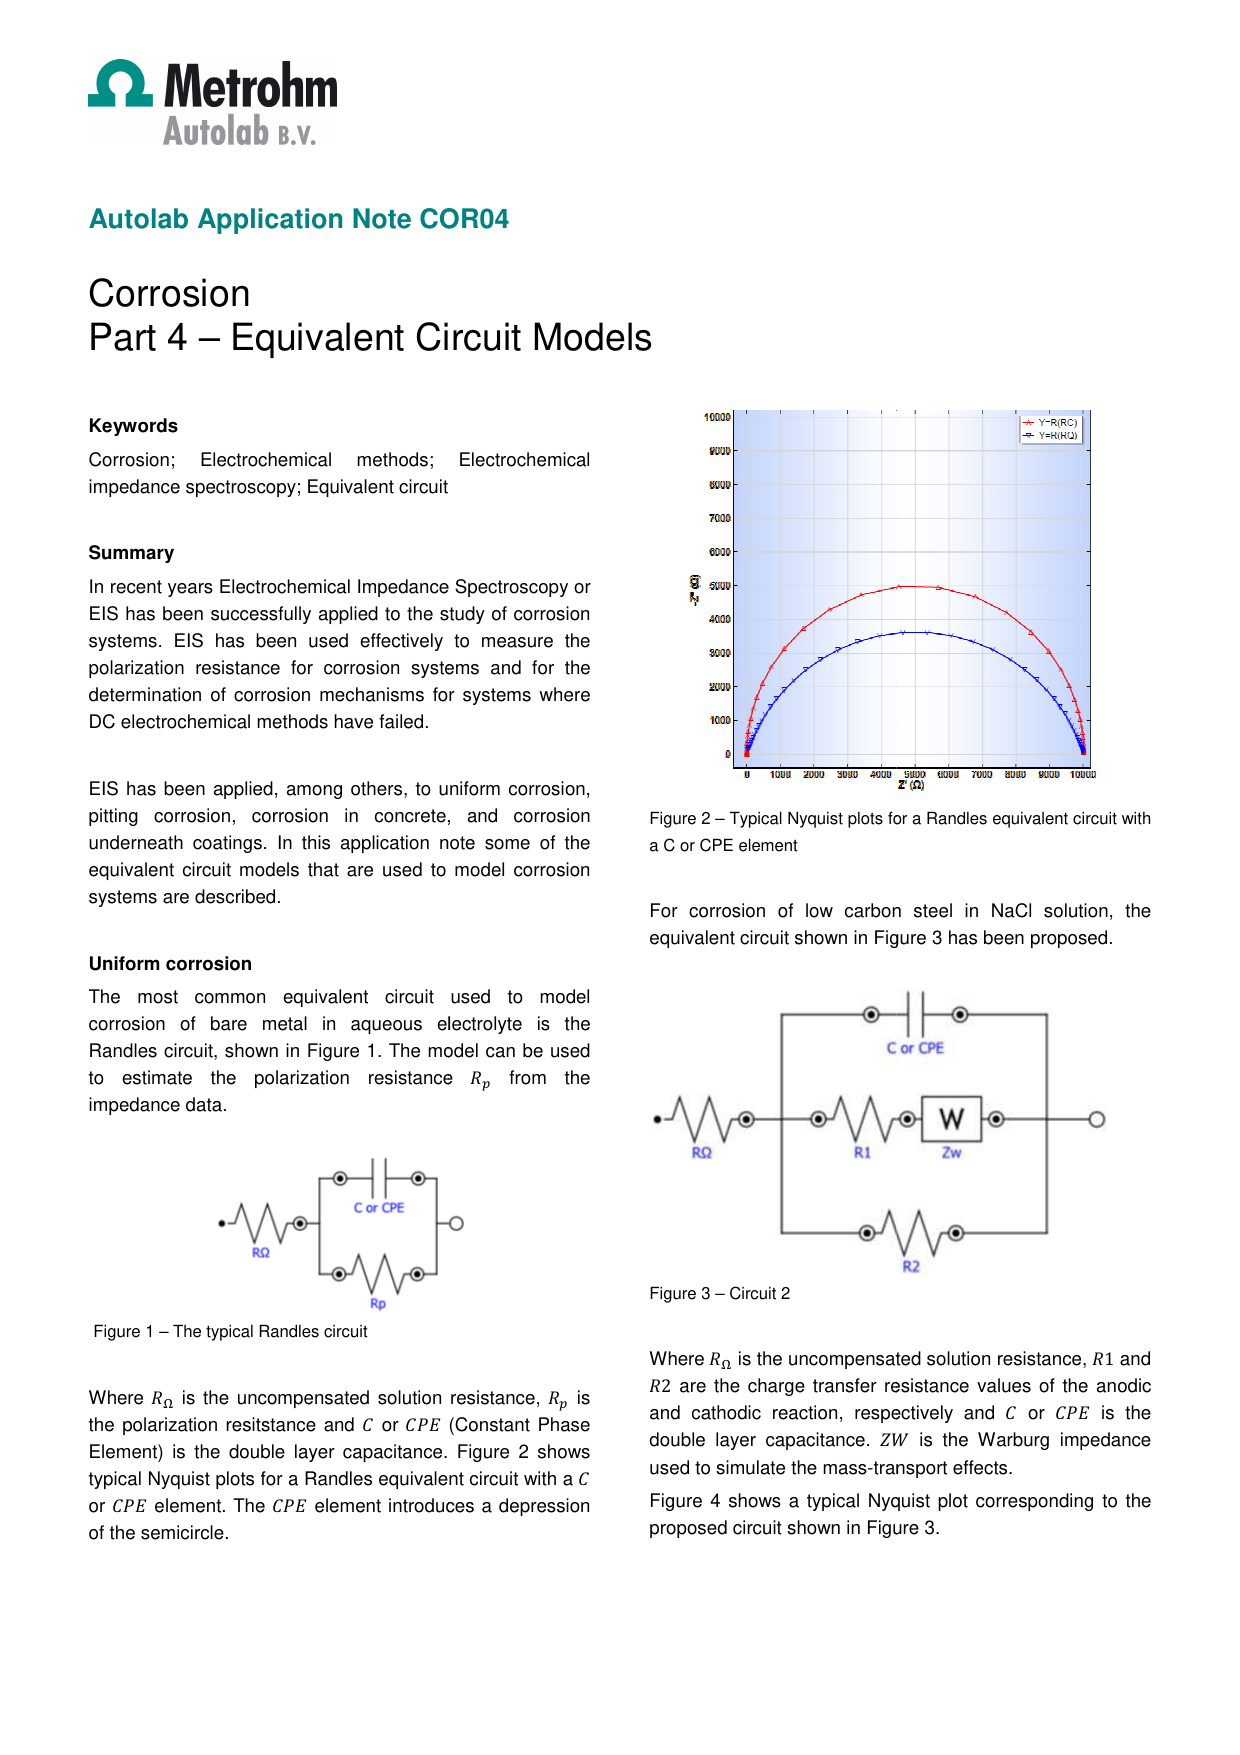 Metrohm
Autolab B.V.
Autolab Application Note COR04
Corrosion
Part 4 – Equivalent Circuit Models
Keywords
Corrosion; Electrochemical methods; Electrochemical
impedance spectroscopy; Equivalent circuit
Summary
In recent years Electrochemical Impedance Spectroscopy or
EIS has been successfully applied to the study of corrosion
systems. EIS has been used effectively to measure the
polarization resistance for corrosion systems and for the
determination of corrosion mechanisms for systems where
DC electrochemical methods have failed.
EIS has been applied, among others, to uniform corrosion,
pitting corrosion, corrosion in concrete, and corrosion
underneath coatings. In this application note some of the
equivalent circuit models that are used to model corrosion
systems are described.
Uniform corrosion
The most common equivalent circuit used to model
corrosion of bare metal in aqueous electrolyte is the
Randles circuit, shown in Figure 1. The model can be used
to estimate the polarization resistance Rp from the
impedance data.
C or CPE
RΩ
Rp
Figure 1 – The typical Randles circuit
Where RΩ is the uncompensated solution resistance, Rp is
the polarization resitstance and C or CPE (Constant Phase
Element) is the double layer capacitance. Figure 2 shows
typical Nyquist plots for a Randles equivalent circuit with a C
or CPE element. The CPE element introduces a depression
of the semicircle.
Y=R(RC)
Y=R(RQ)
10000
9000
8000
7000
6000
5000
4000
3000
2000
1000
0
-Z'' (Ω)
0 1000 2000 3000 4000 5000 6000 7000 8000 9000 10000
Z' (Ω)
Figure 2 – Typical Nyquist plots for a Randles equivalent circuit with
a C or CPE element
For corrosion of low carbon steel in NaCl solution, the
equivalent circuit shown in Figure 3 has been proposed.
C or CPE
W
RΩ R1 Zw
R2
Figure 3 – Circuit 2
Where RΩ is the uncompensated solution resistance, R1 and
R2 are the charge transfer resistance values of the anodic
and cathodic reaction, respectively and C or CPE is the
double layer capacitance. ZW is the Warburg impedance
used to simulate the mass-transport effects.
Figure 4 shows a typical Nyquist plot corresponding to the
proposed circuit shown in Figure 3.